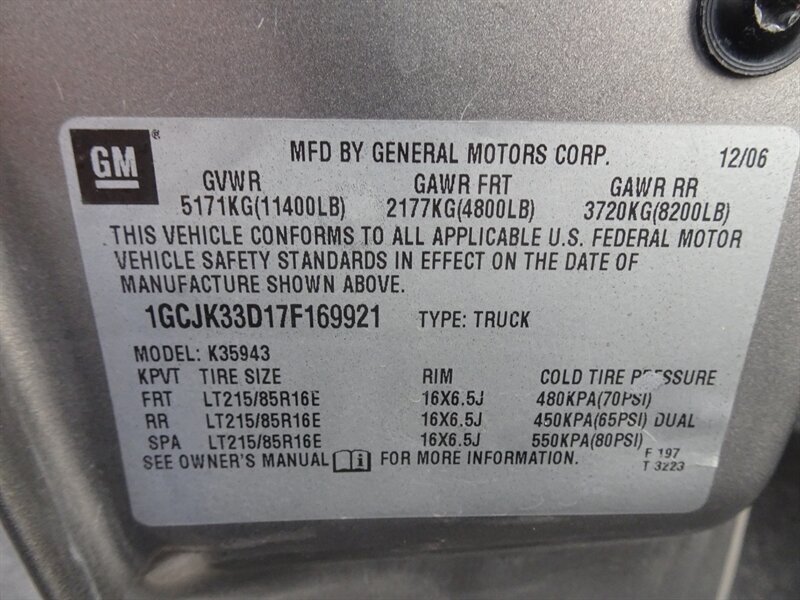 GM ® MFD BY GENERAL MOTORS CORP. 12/06
GVWR GAWR FRT GAWR RR
5171KG(11400LB) 2177KG(4800LB) 3720KG(8200LB)
THIS VEHICLE CONFORMS TO ALL APPLICABLE U.S. FEDERAL MOTOR
VEHICLE SAFETY STANDARDS IN EFFECT ON THE DATE OF
MANUFACTURE SHOWN ABOVE.
1GCJK33D17F169921 TYPE: TRUCK
MODEL: K35943
KPVT TIRE SIZE RIM COLD TIRE PRESSURE
FRT LT215/85R16E 16X6.5J 480KPA(70PSI)
RR LT215/85R16E 16X6.5J 450KPA(65PSI) DUAL
SPA LT215/85R16E 16X6.5J 550KPA(80PSI)
SEE OWNER'S MANUAL FOR MORE INFORMATION.
F 197
T 3223